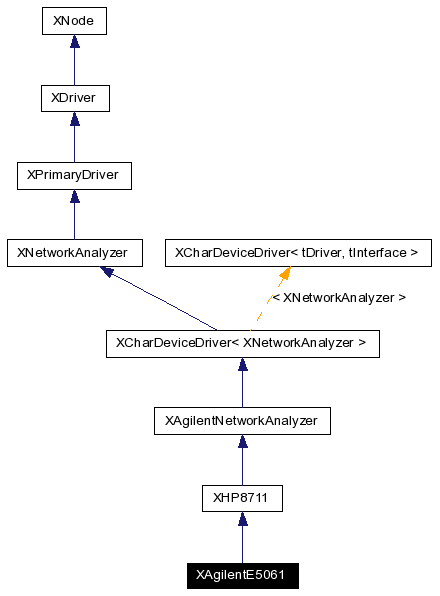 XNode
XDriver
XPrimaryDriver
XNetworkAnalyzer
XCharDeviceDriver< tDriver, tInterface >
< XNetworkAnalyzer >
XCharDeviceDriver< XNetworkAnalyzer >
XAgilentNetworkAnalyzer
XHP8711
XAgilentE5061